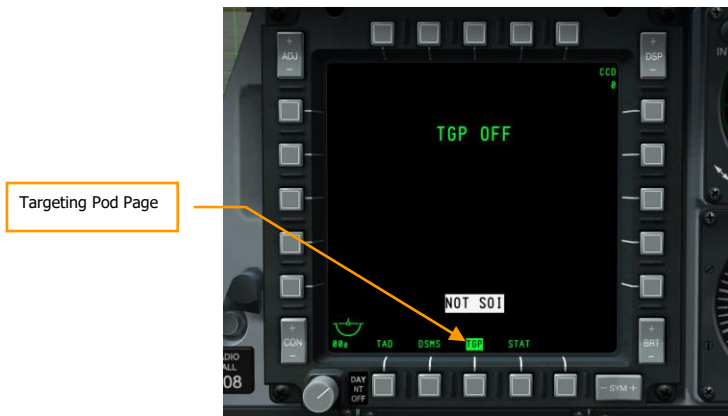 +
ADJ
-
+
DSP
-
CCD
0
TGP OFF
Targeting Pod Page
NOT SOI
00
TAD
DSMS
TGP
STAT
+
CON
-
+
BRT
-
DAY
NT
OFF
- SYM +
08